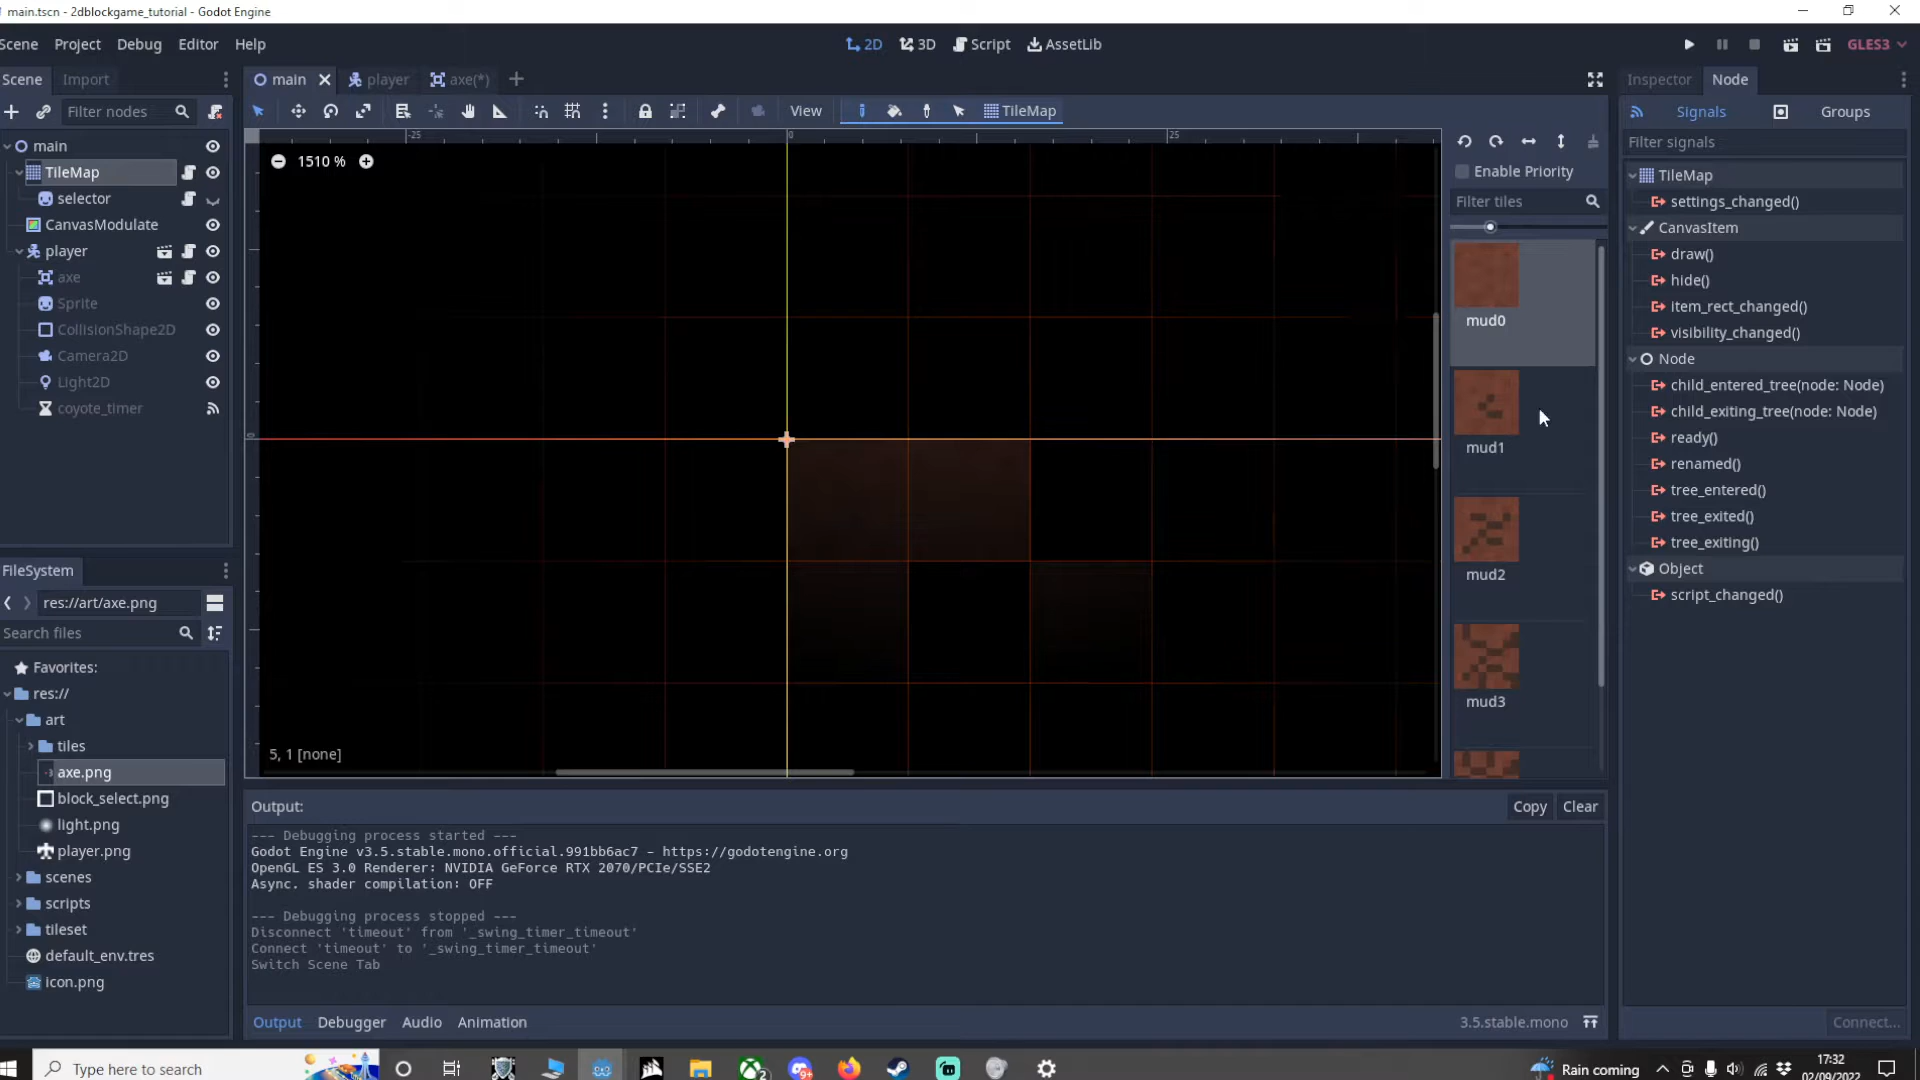 main.tscn - 2dblockgame_tutorial - Godot Engine
Scene Project Debug Editor Help
2D 3D Script AssetLib
GLES3
Scene Import
main player axe(*)
Inspector Node
Filter nodes
View
TileMap
Signals Groups
main
1510 %
Filter signals
TileMap
Enable Priority
TileMap
selector
Filter tiles
settings_changed()
CanvasModulate
CanvasItem
player
draw()
axe
hide()
Sprite
item_rect_changed()
mud0
CollisionShape2D
visibility_changed()
Camera2D
Node
Light2D
child_entered_tree(node: Node)
coyote_timer
child_exiting_tree(node: Node)
ready()
mud1
renamed()
tree_entered()
tree_exited()
tree_exiting()
FileSystem
mud2
Object
res://art/axe.png
script_changed()
Search files
Favorites:
res://
mud3
art
tiles
5, 1 [none]
axe.png
block_select.png
Output:
Copy Clear
light.png
--- Debugging process started ---
player.png
Godot Engine v3.5.stable.mono.official.991bb6ac7 - https://godotengine.org
OpenGL ES 3.0 Renderer: NVIDIA GeForce RTX 2070/PCIe/SSE2
scenes
Async. shader compilation: OFF
scripts
--- Debugging process stopped ---
tileset
Disconnect 'timeout' from '_swing_timer_timeout'
Connect 'timeout' to '_swing_timer_timeout'
default_env.tres
Switch Scene Tab
icon.png
Output Debugger Audio Animation
3.5.stable.mono
Connect...
Type here to search
Rain coming
17:32
02/09/2022
-25
0
25
0
2
9+